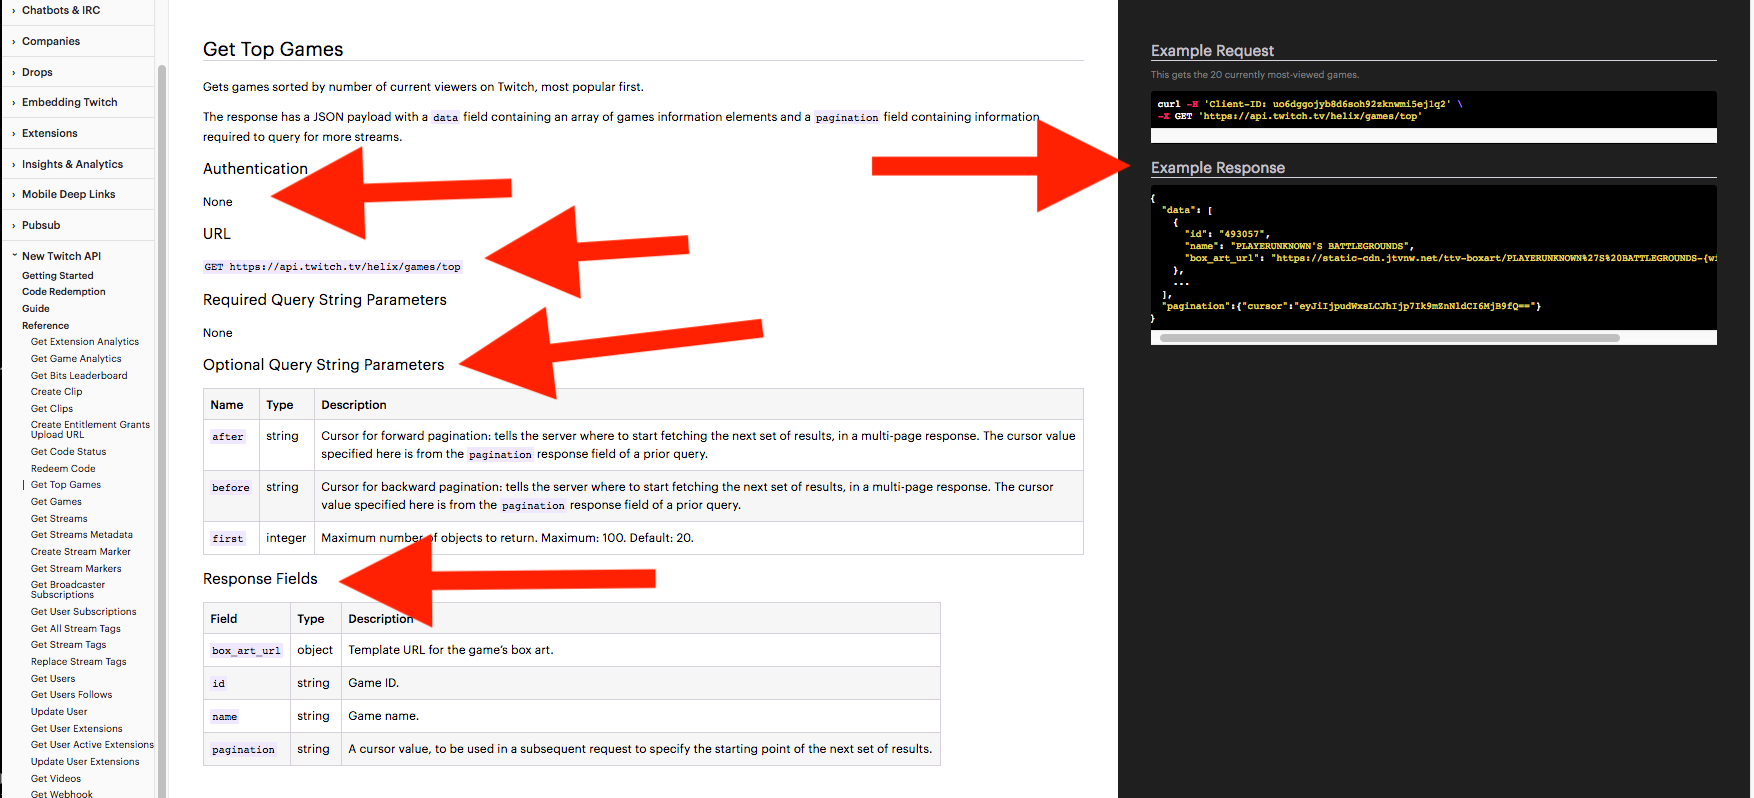 Chatbots & IRC
Companies
Drops
Embedding Twitch
Extensions
Insights & Analytics
Mobile Deep Links
Pubsub
New Twitch API
Getting Started
Code Redemption
Guide
Reference
Get Extension Analytics
Get Game Analytics
Get Bits Leaderboard
Create Clip
Get Clips
Create Entitlement Grants
Upload URL
Get Code Status
Redeem Code
Get Top Games
Get Games
Get Streams
Get Streams Metadata
Create Stream Marker
Get Stream Markers
Get Broadcaster
Subscriptions
Get User Subscriptions
Get All Stream Tags
Get Stream Tags
Replace Stream Tags
Get Users
Get Users Follows
Update User
Get User Extensions
Get User Active Extensions
Update User Extensions
Get Videos
Get Webhook
Get Top Games
Gets games sorted by number of current viewers on Twitch, most popular first.
The response has a JSON payload with a data field containing an array of games information elements and a pagination field containing information
required to query for more streams.
Authentication
None
URL
GET https://api.twitch.tv/helix/games/top
Required Query String Parameters
None
Optional Query String Parameters
Name Type Description
after string Cursor for forward pagination: tells the server where to start fetching the next set of results, in a multi-page response. The cursor value
specified here is from the pagination response field of a prior query.
before string Cursor for backward pagination: tells the server where to start fetching the next set of results, in a multi-page response. The cursor
value specified here is from the pagination response field of a prior query.
first integer Maximum number of objects to return. Maximum: 100. Default: 20.
Response Fields
Field Type Description
box_art_url object Template URL for the game's box art.
id string Game ID.
name string Game name.
pagination string A cursor value, to be used in a subsequent request to specify the starting point of the next set of results.
Example Request
This gets the 20 currently most-viewed games.
curl -H 'Client-ID: uo6dggojyb8d6soh92zknwmi5ej1q2' \
-X GET 'https://api.twitch.tv/helix/games/top'
Example Response
{
"data": [
{
"id": "493057",
"name": "PLAYERUNKNOWN'S BATTLEGROUNDS",
"box_art_url": "https://static-cdn.jtvnw.net/ttv-boxart/PLAYERUNKNOWN%27S%20BATTLEGROUNDS-{wi
},
...
],
"pagination":{"cursor":"eyJiIjpudWxsLCJhIjp7Ik9mZnNldCI6MjB9fQ=="}
}